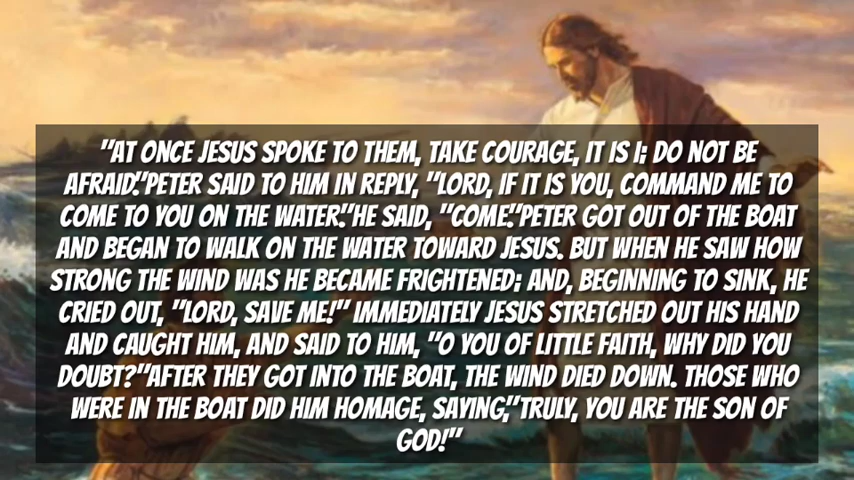 "AT ONCE JESUS SPOKE TO THEM, TAKE COURAGE, IT IS I; DO NOT BE
AFRAID."PETER SAID TO HIM IN REPLY, "LORD, IF IT IS YOU, COMMAND ME TO
COME TO YOU ON THE WATER."HE SAID, "COME."PETER GOT OUT OF THE BOAT
AND BEGAN TO WALK ON THE WATER TOWARD JESUS. BUT WHEN HE SAW HOW
STRONG THE WIND WAS HE BECAME FRIGHTENED; AND, BEGINNING TO SINK, HE
CRIED OUT, "LORD, SAVE ME!" IMMEDIATELY JESUS STRETCHED OUT HIS HAND
AND CAUGHT HIM, AND SAID TO HIM, "O YOU OF LITTLE FAITH, WHY DID YOU
DOUBT?"AFTER THEY GOT INTO THE BOAT, THE WIND DIED DOWN. THOSE WHO
WERE IN THE BOAT DID HIM HOMAGE, SAYING,"TRULY, YOU ARE THE SON OF
GOD!"